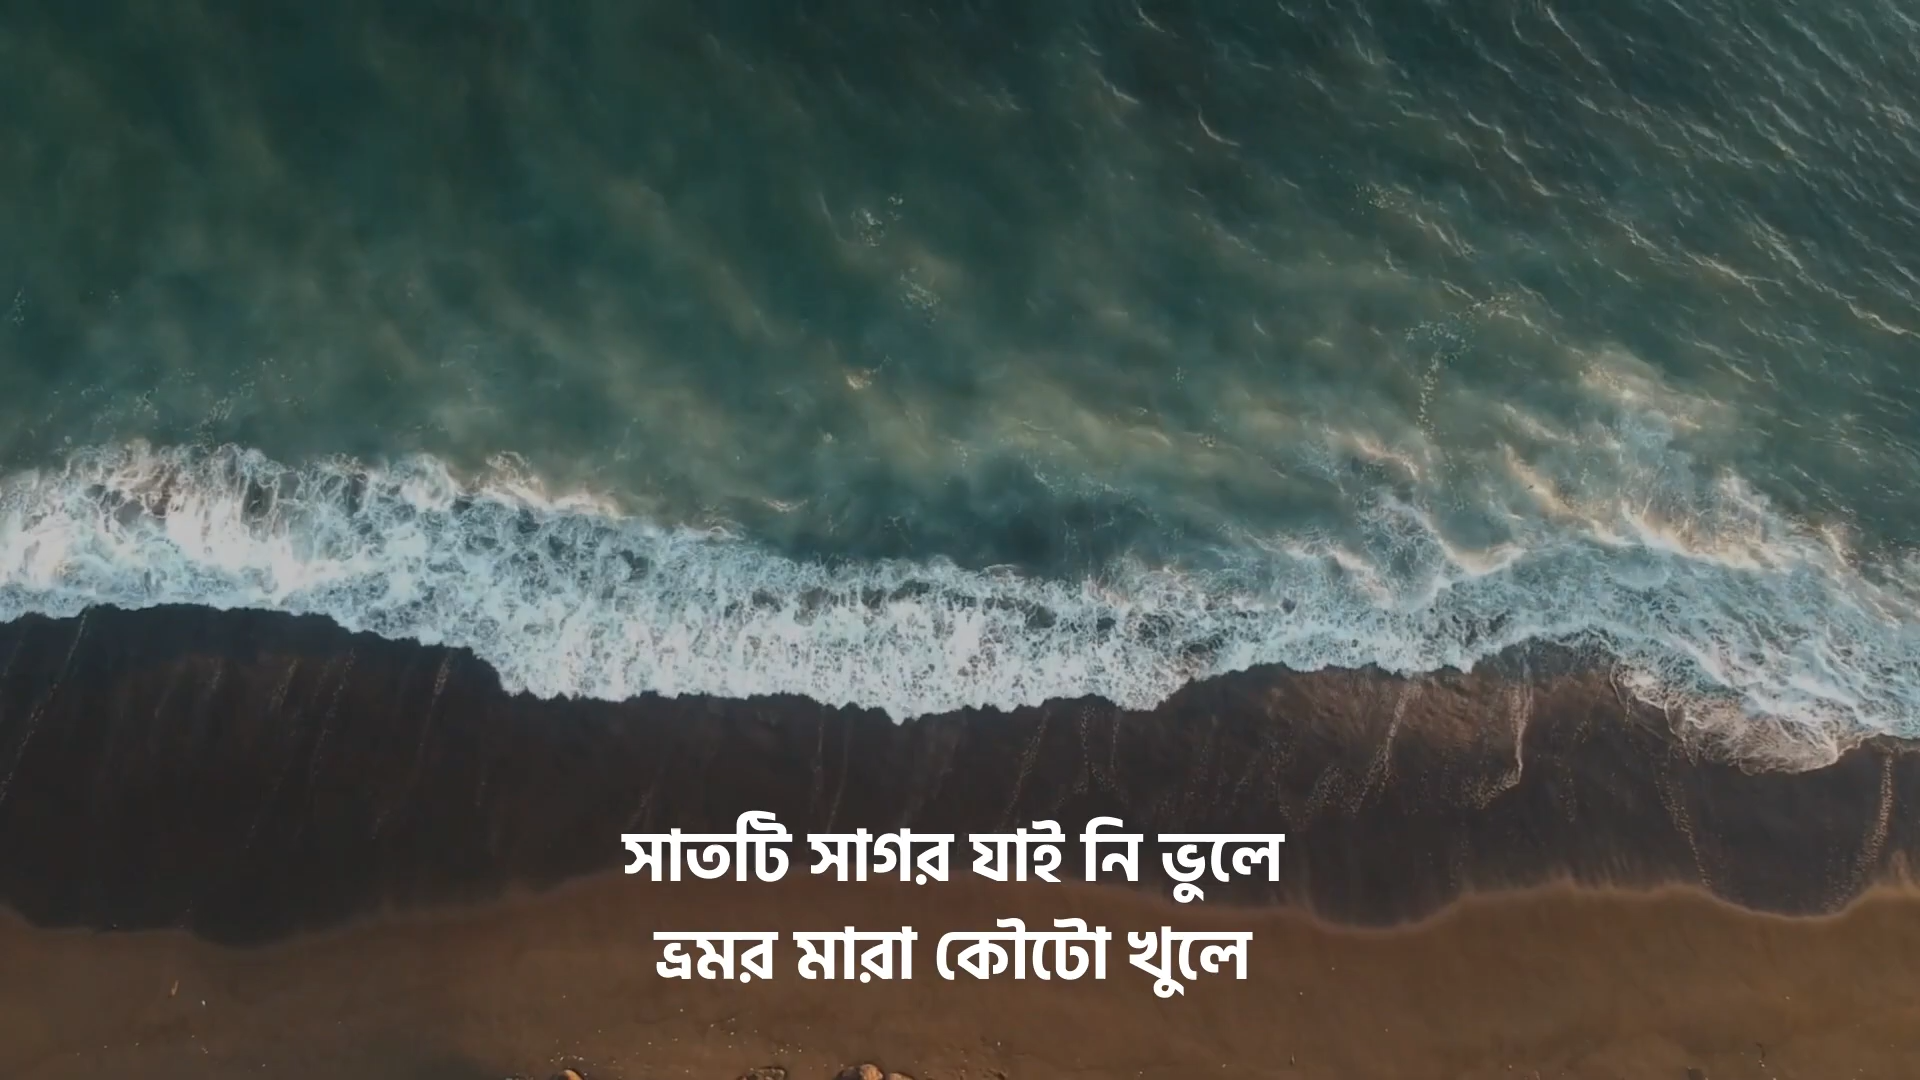 সাতটি সাগর যাই নি ভুলে
ভ্রমর মারা কৌটো খুলে